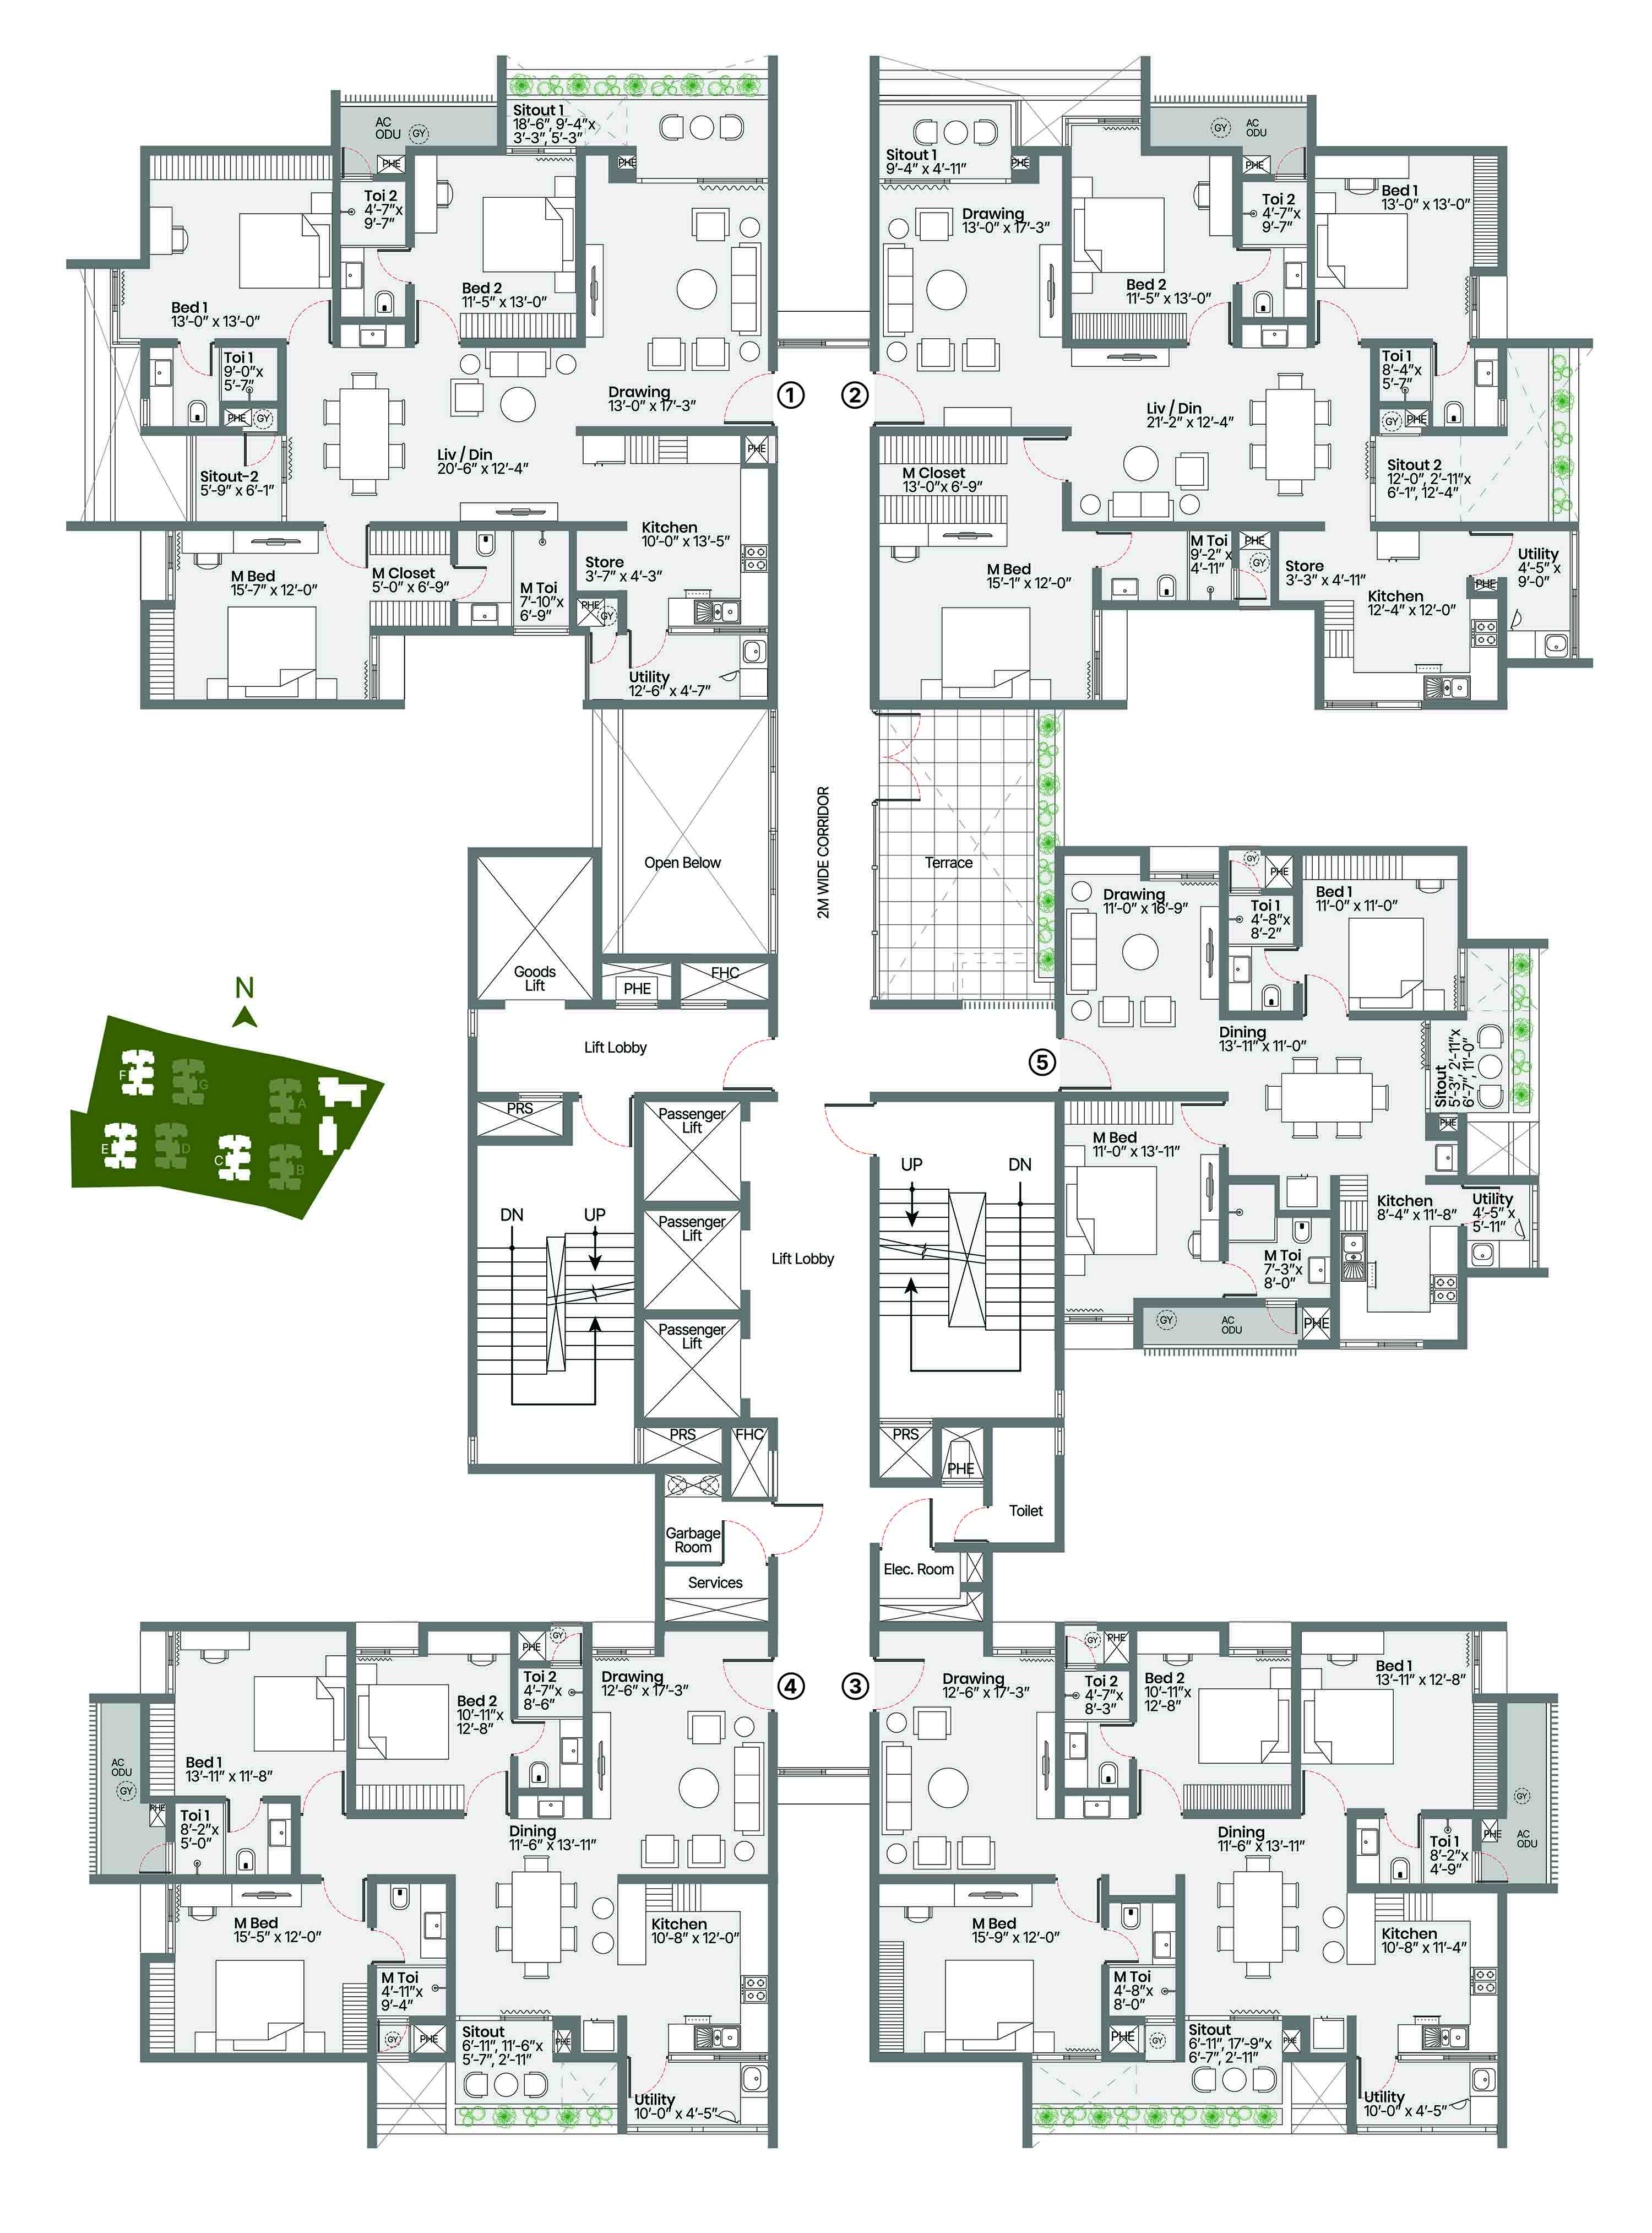 Sitout 1
18'-6", 9'-4"x
3'-3", 5'-3"
AC
ODU
GY
PHE
PHE
Toi 2
4'-7"x
9'-7"
Bed 2
11'-5" x 13'-0"
Bed 1
13'-0" x 13'-0"
Toi 1
9'-0"x
5'-7"
PHE
GY
Drawing
13'-0" x 17'-3"
1
Liv / Din
20'-6" x 12'-4"
PHE
Sitout-2
5'-9" x 6'-1"
Kitchen
10'-0" x 13'-5"
Store
3'-7" x 4'-3"
M Bed
15'-7" x 12'-0"
M Closet
5'-0" x 6'-9"
M Toi
7'-10"x
6'-9"
PHE
GY
Utility
12'-6" x 4'-7"
Sitout 1
9'-4" x 4'-11"
PHE
GY
AC
ODU
PHE
Drawing
13'-0" x 17'-3"
Toi 2
4'-7"x
9'-7"
Bed 1
13'-0" x 13'-0"
Bed 2
11'-5" x 13'-0"
Toi 1
8'-4"x
5'-7"
GY
PHE
2
Liv / Din
21'-2" x 12'-4"
M Closet
13'-0"x 6'-9"
Sitout 2
12'-0", 2'-11"x
6'-1", 12'-4"
M Toi
9'-2" x
4'-11"
PHE
GY
M Bed
15'-1" x 12'-0"
Store
3'-3" x 4'-11"
Kitchen
12'-4" x 12'-0"
PHE
Utility
4'-5" x
9'-0"
Open Below
2M WIDE CORRIDOR
Terrace
Goods
Lift
PHE
FHC
Lift Lobby
PRS
Passenger
Lift
Passenger
Lift
Passenger
Lift
Lift Lobby
DN
UP
UP
DN
PRS
FHC
PRS
PHE
Toilet
Garbage
Room
Services
Elec. Room
Drawing
11'-0" x 16'-9"
GY
PHE
Toi 1
4'-8"x
8'-2"
Bed 1
11'-0" x 11'-0"
Dining
13'-11" x 11'-0"
5
Sitout
5'-3", 2'-11"x
6'-7", 11'-0"
PHE
M Bed
11'-0" x 13'-11"
Kitchen
8'-4" x 11'-8"
Utility
4'-5" x
5'-11"
M Toi
7'-3"x
8'-0"
GY
AC
ODU
PHE
N
F
G
A
E
D
C
B
PHE
GY
Toi 2
4'-7"x
8'-6"
Drawing
12'-6" x 17'-3"
4
Bed 2
10'-11"x
12'-8"
Bed 1
13'-11" x 11'-8"
AC
ODU
GY
PHE
Toi 1
8'-2"x
5'-0"
Dining
11'-6" x 13'-11"
M Bed
15'-5" x 12'-0"
Kitchen
10'-8" x 12'-0"
M Toi
4'-11"x
9'-4"
GY
PHE
Sitout
6'-11", 11'-6"x
5'-7", 2'-11"
PHE
Utility
10'-0" x 4'-5"
3
Drawing
12'-6" x 17'-3"
GY
PHE
Toi 2
4'-7"x
8'-3"
Bed 2
10'-11"x
12'-8"
Bed 1
13'-11" x 12'-8"
GY
AC
ODU
PHE
Toi 1
8'-2"x
4'-9"
Dining
11'-6" x 13'-11"
M Bed
15'-9" x 12'-0"
Kitchen
10'-8" x 11'-4"
M Toi
4'-8"x
8'-0"
PHE
GY
Sitout
6'-11", 17'-9"x
6'-7", 2'-11"
PHE
Utility
10'-0" x 4'-5"